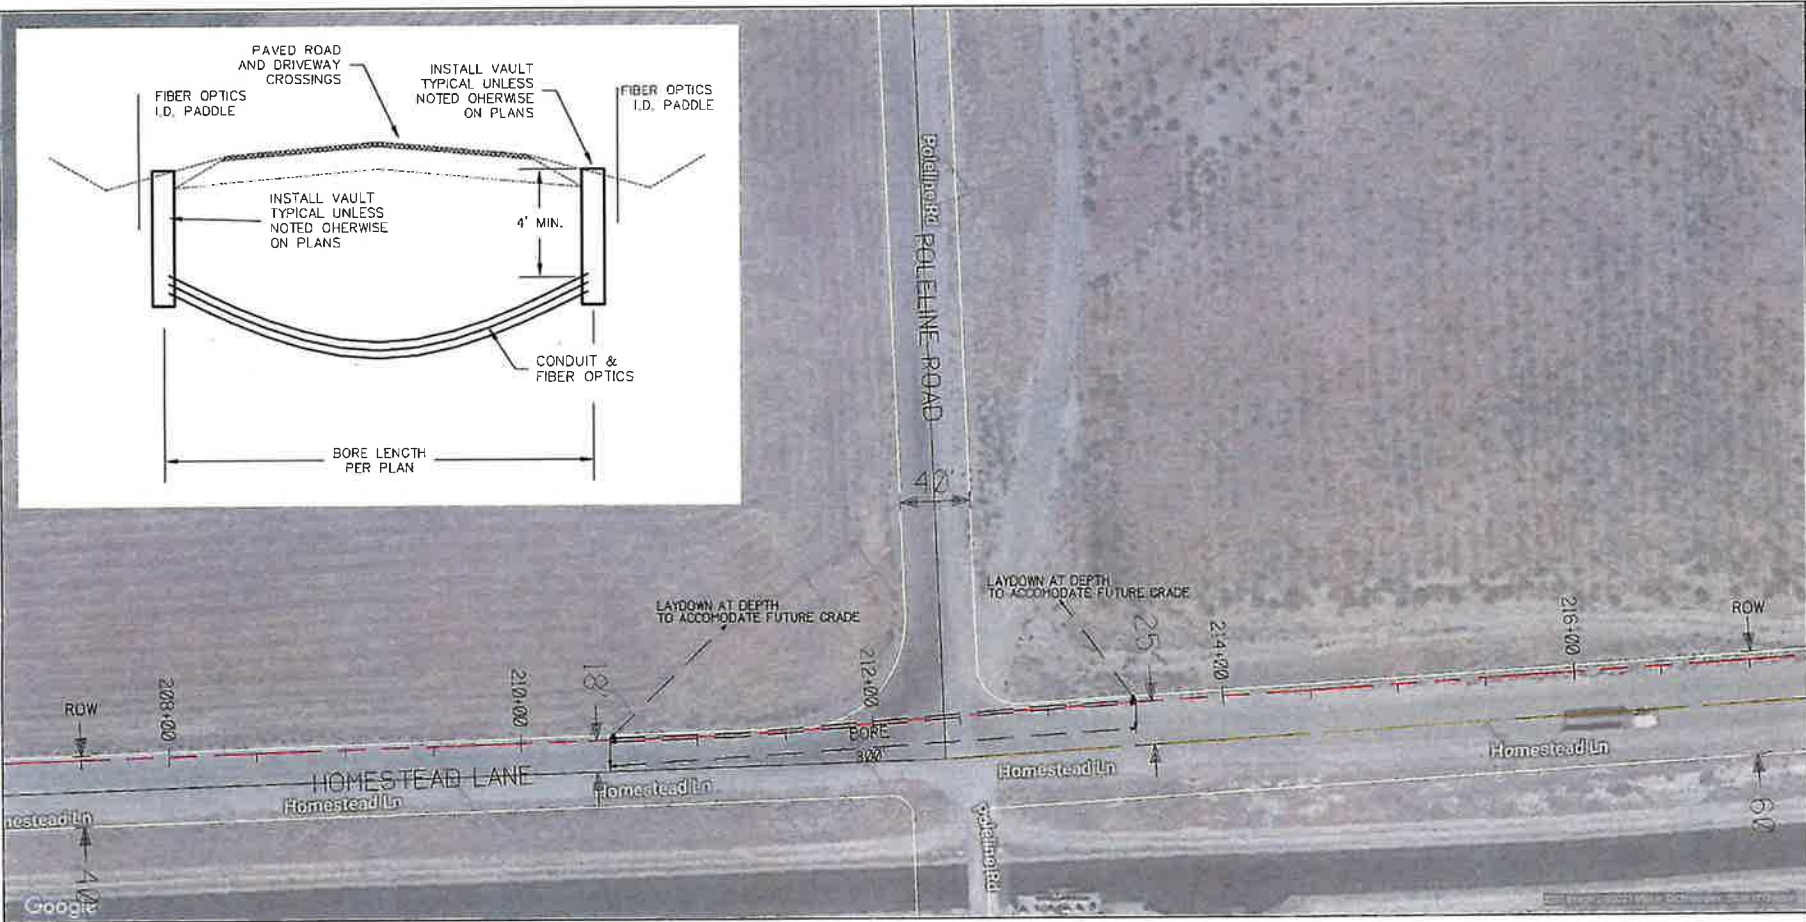 PAVED ROAD
AND DRIVEWAY
CROSSINGS
INSTALL VAULT
TYPICAL UNLESS
NOTED OHERWISE
ON PLANS
FIBER OPTICS
I.D. PADDLE
FIBER OPTICS
I.D. PADDLE
INSTALL VAULT
TYPICAL UNLESS
NOTED OHERWISE
ON PLANS
4' MIN.
CONDUIT &
FIBER OPTICS
BORE LENGTH
PER PLAN
Poleline Rd
POLELINE ROAD
40'
LAYDOWN AT DEPTH
TO ACCOMODATE FUTURE GRADE
LAYDOWN AT DEPTH
TO ACCOMODATE FUTURE GRADE
ROW
208+00
210+00
18'
212+00
25'
214+00
216+00
ROW
BORE
300'
HOMESTEAD LANE
Homestead Ln
Homestead Ln
Homestead Ln
Homestead Ln
mestead Ln
Poleline Rd
40
60
Google